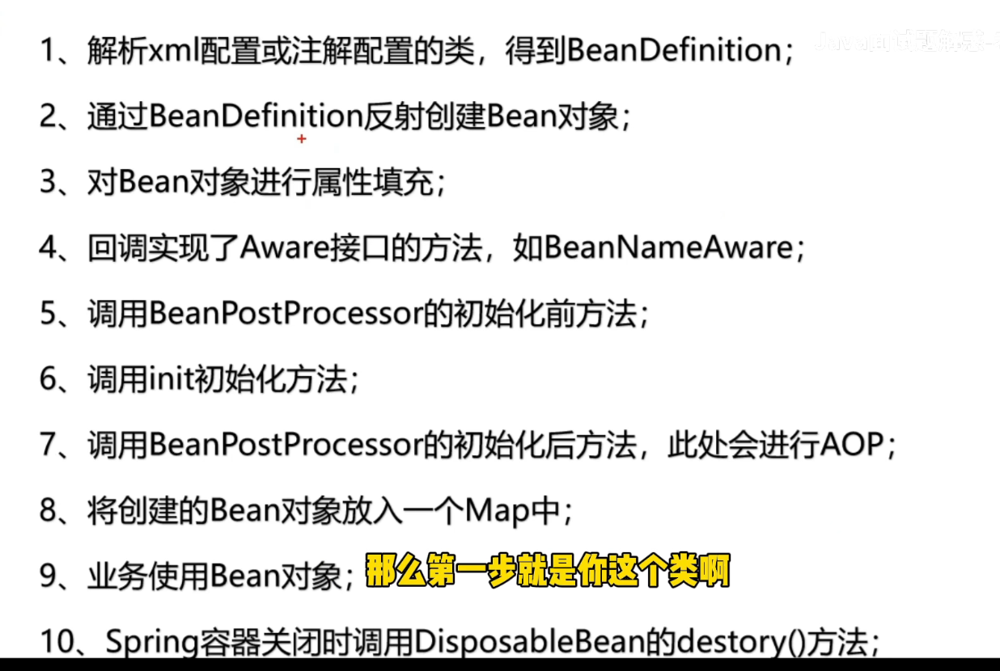 1、解析xml配置或注解配置的类，得到BeanDefinition；
2、通过BeanDefinition反射创建Bean对象；
3、对Bean对象进行属性填充；
4、回调实现了Aware接口的方法，如BeanNameAware；
5、调用BeanPostProcessor的初始化前方法；
6、调用init初始化方法；
7、调用BeanPostProcessor的初始化后方法，此处会进行AOP；
8、将创建的Bean对象放入一个Map中；
9、业务使用Bean对象；
那么第一步就是你这个类啊
10、Spring容器关闭时调用DisposableBean的destory()方法；